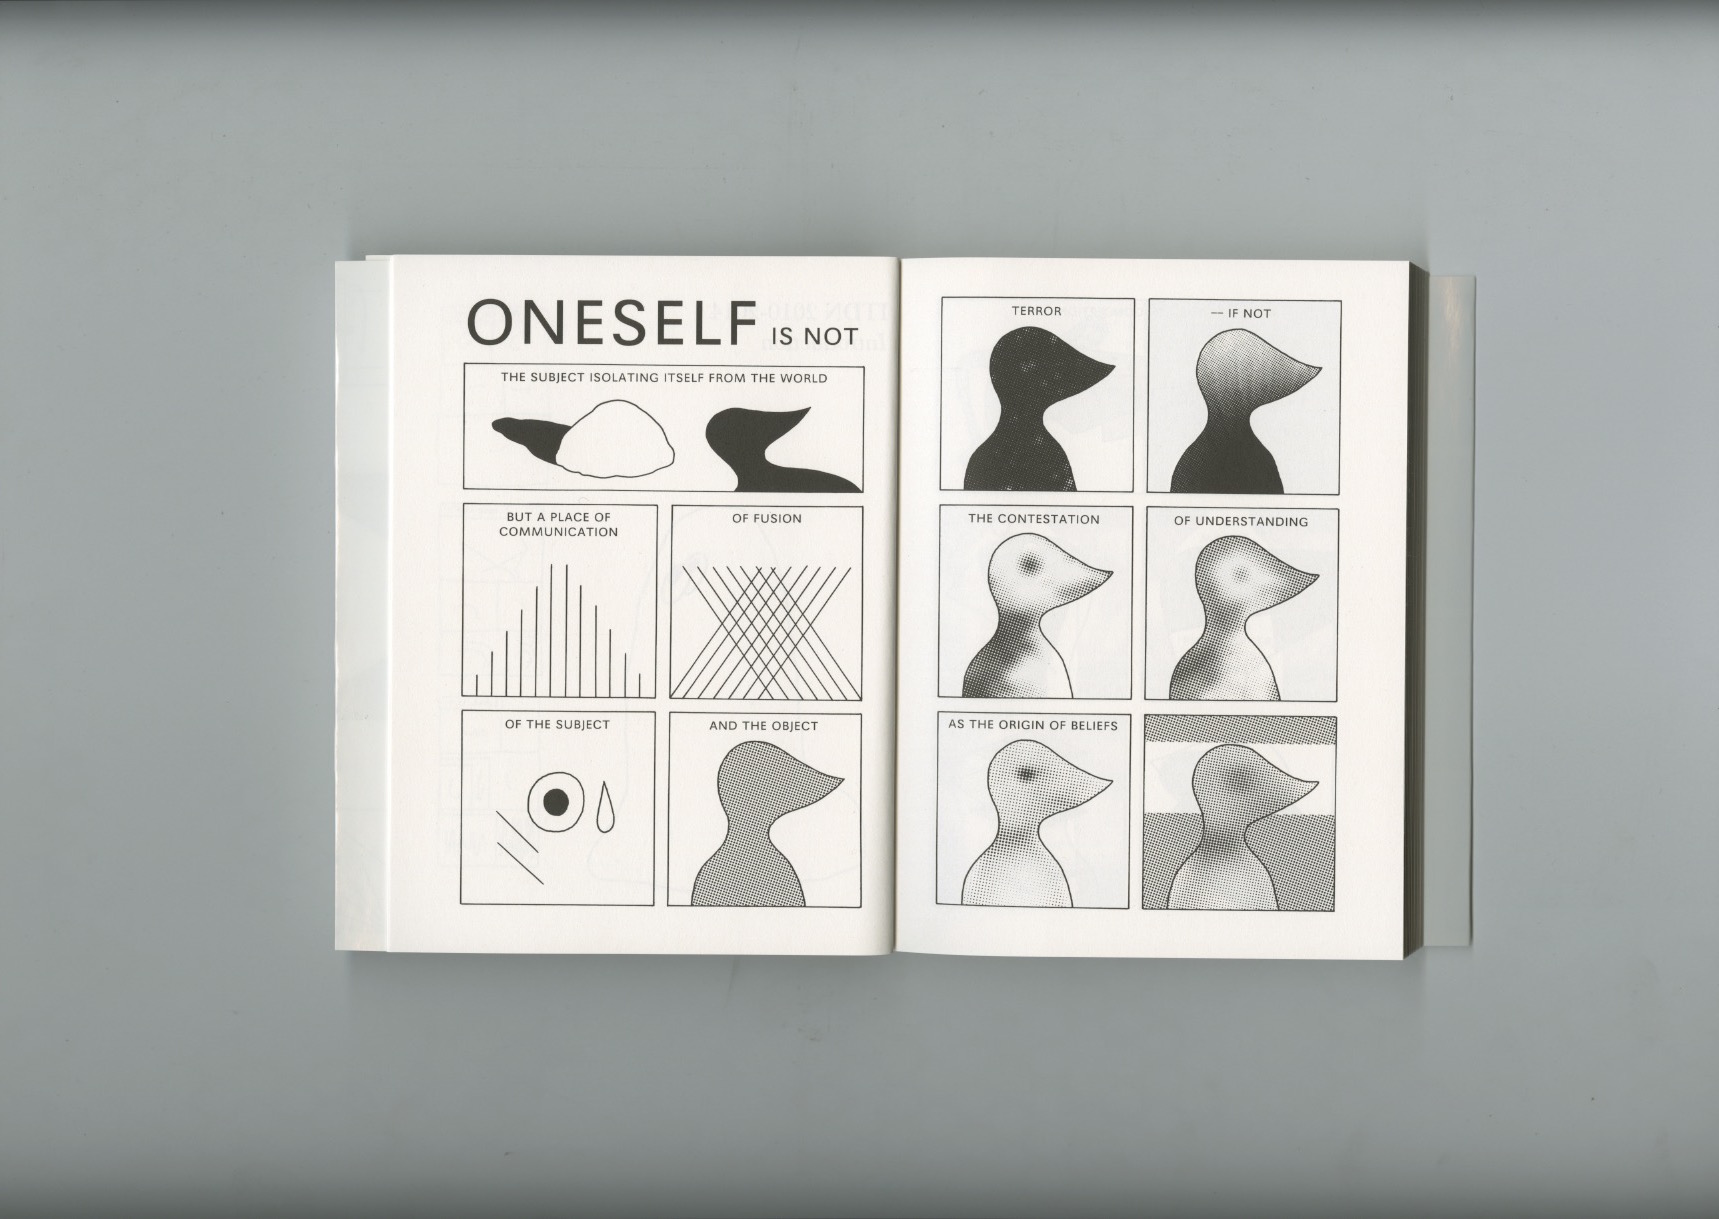 ONESELF IS NOT
THE SUBJECT ISOLATING ITSELF FROM THE WORLD
BUT A PLACE OF
COMMUNICATION
OF FUSION
OF THE SUBJECT
AND THE OBJECT
TERROR
— IF NOT
THE CONTESTATION
OF UNDERSTANDING
AS THE ORIGIN OF BELIEFS